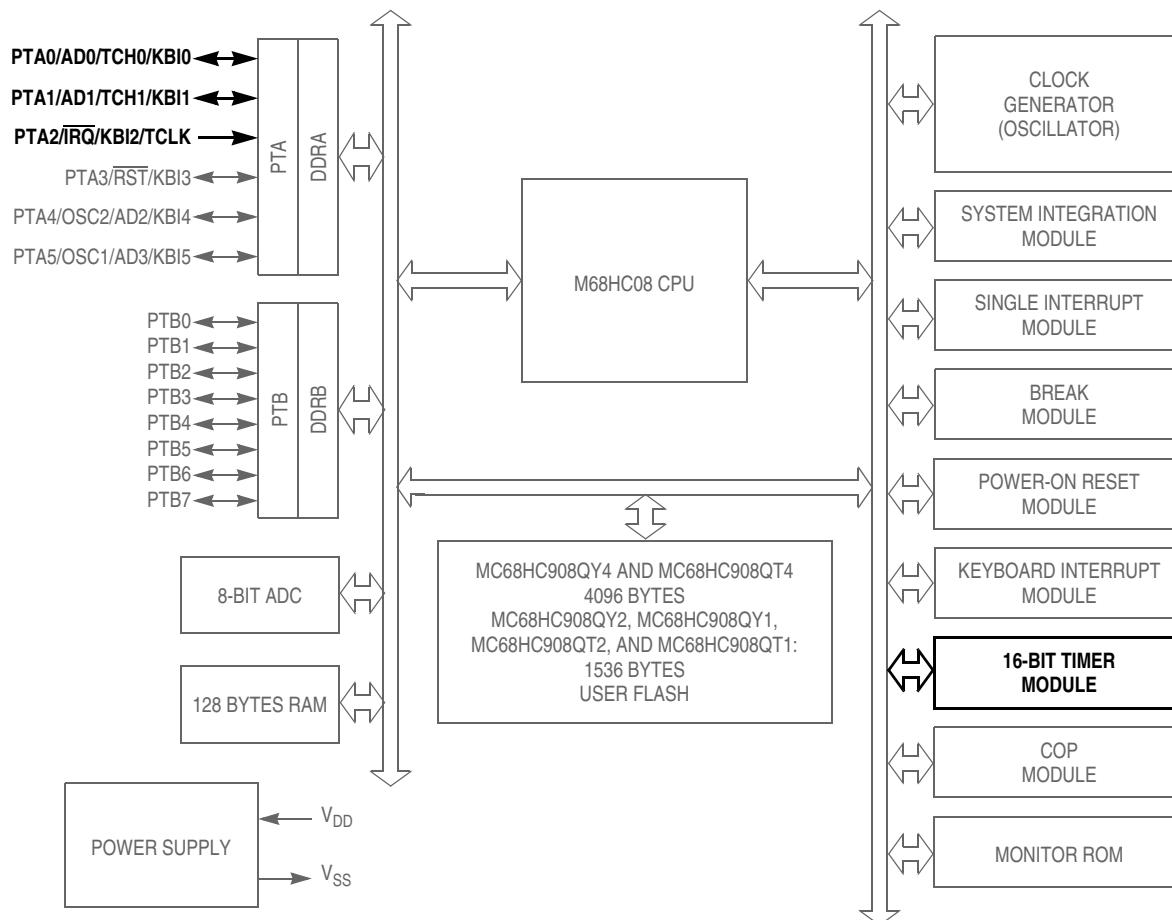 PTA0/AD0/TCH0/KBI0
PTA1/AD1/TCH1/KBI1
PTA2/IRQ/KBI2/TCLK
PTA3/RST/KBI3
PTA4/OSC2/AD2/KBI4
PTA5/OSC1/AD3/KBI5
PTA
DDRA
PTB0
PTB1
PTB2
PTB3
PTB4
PTB5
PTB6
PTB7
PTB
DDRB
8-BIT ADC
128 BYTES RAM
POWER SUPPLY
VDD
VSS
M68HC08 CPU
MC68HC908QY4 AND MC68HC908QT4
4096 BYTES
MC68HC908QY2, MC68HC908QY1,
MC68HC908QT2, AND MC68HC908QT1:
1536 BYTES
USER FLASH
CLOCK
GENERATOR
(OSCILLATOR)
SYSTEM INTEGRATION
MODULE
SINGLE INTERRUPT
MODULE
BREAK
MODULE
POWER-ON RESET
MODULE
KEYBOARD INTERRUPT
MODULE
16-BIT TIMER
MODULE
COP
MODULE
MONITOR ROM